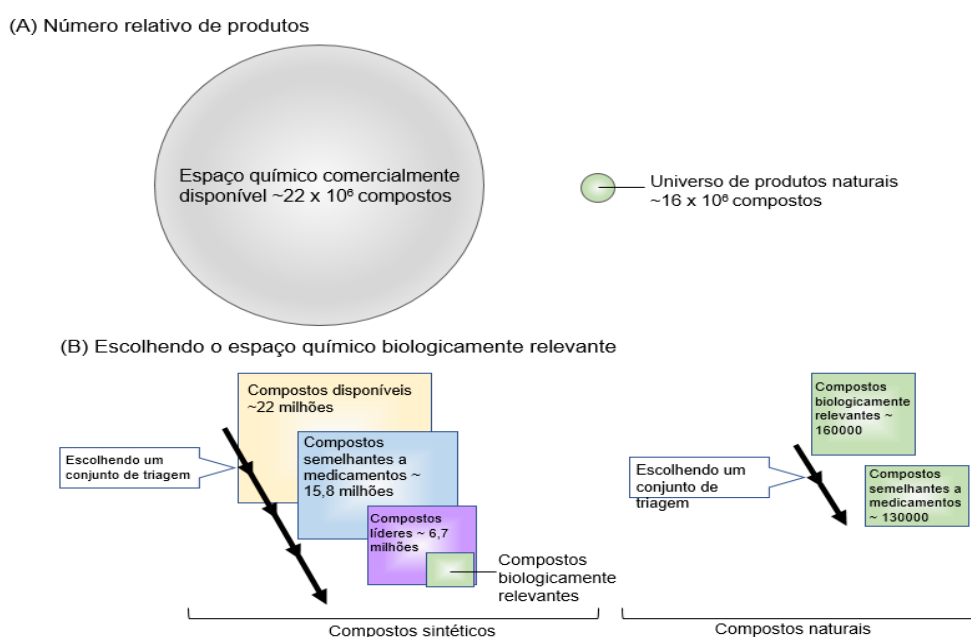 (A) Número relativo de produtos
Espaço químico comercialmente
disponível ~22 x 10⁶ compostos
Universo de produtos naturais
~16 x 10⁶ compostos
(B) Escolhendo o espaço químico biologicamente relevante
Compostos disponíveis
~22 milhões
Compostos
semelhantes a
medicamentos ~
15,8 milhões
Escolhendo um
conjunto de triagem
Compostos
líderes ~ 6,7
milhões
Compostos
biologicamente
relevantes
Compostos sintéticos
Compostos
biologicamente
relevantes ~
160000
Escolhendo um
conjunto de
triagem
Compostos
semelhantes a
medicamentos
~ 130000
Compostos naturais